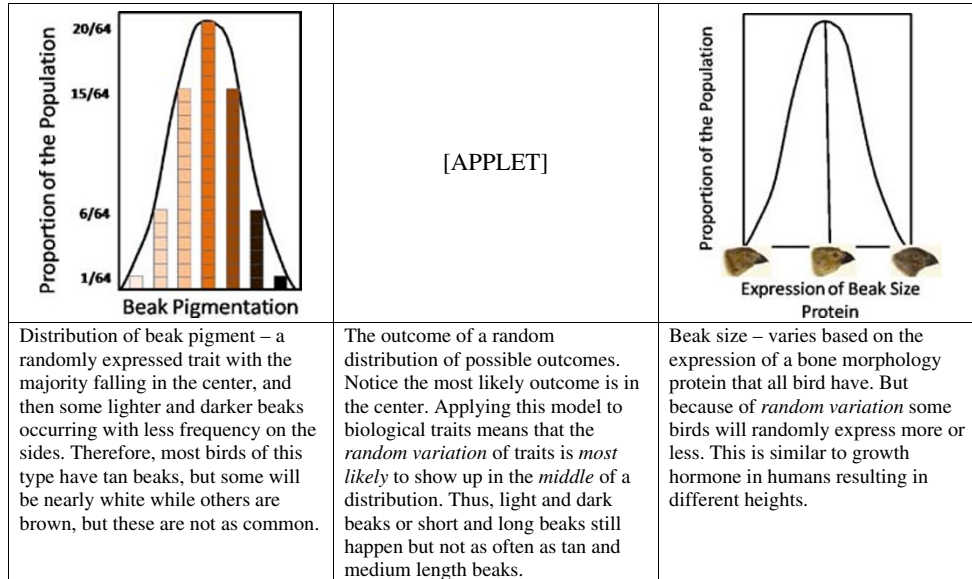 20/64
15/64
6/64
1/64
Proportion of the Population
Beak Pigmentation
[APPLET]
Proportion of the Population
Expression of Beak Size
Protein
Distribution of beak pigment – a
randomly expressed trait with the
majority falling in the center, and
then some lighter and darker beaks
occurring with less frequency on the
sides. Therefore, most birds of this
type have tan beaks, but some will
be nearly white while others are
brown, but these are not as common.
The outcome of a random
distribution of possible outcomes.
Notice the most likely outcome is in
the center. Applying this model to
biological traits means that the
random variation of traits is most
likely to show up in the middle of a
distribution. Thus, light and dark
beaks or short and long beaks still
happen but not as often as tan and
medium length beaks.
Beak size – varies based on the
expression of a bone morphology
protein that all bird have. But
because of random variation some
birds will randomly express more or
less. This is similar to growth
hormone in humans resulting in
different heights.